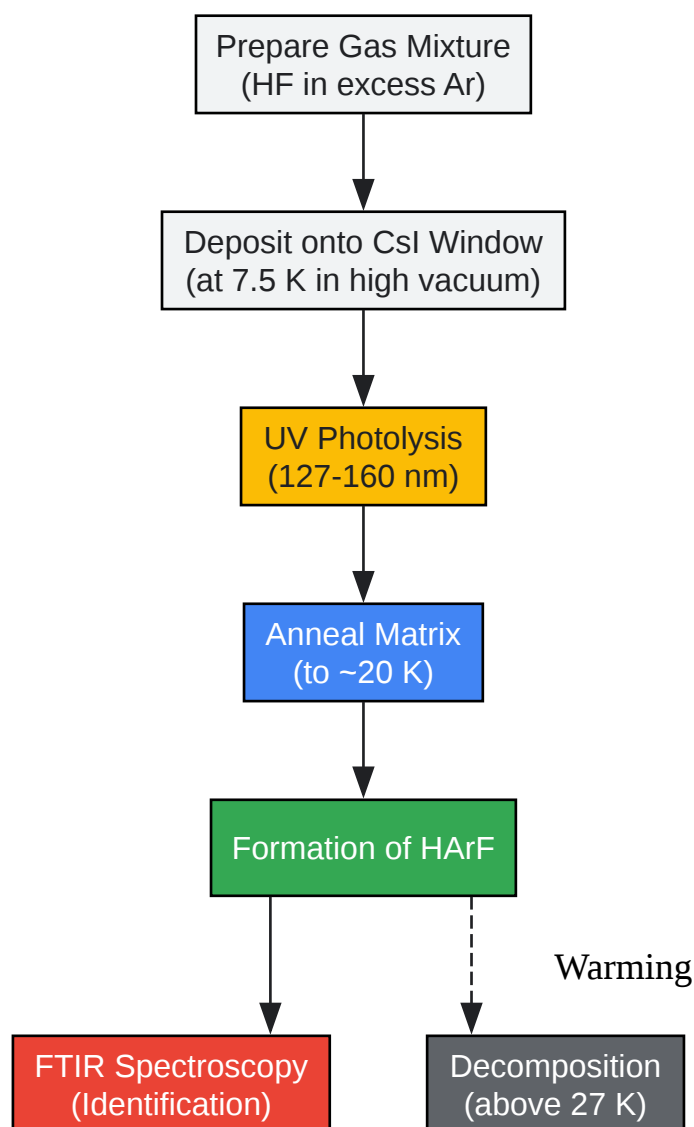 Prepare Gas Mixture
(HF in excess Ar)
Deposit onto CsI Window
(at 7.5 K in high vacuum)
UV Photolysis
(127-160 nm)
Anneal Matrix
(to ~20 K)
Formation of HArF
Warming
FTIR Spectroscopy
(Identification)
Decomposition
(above 27 K)